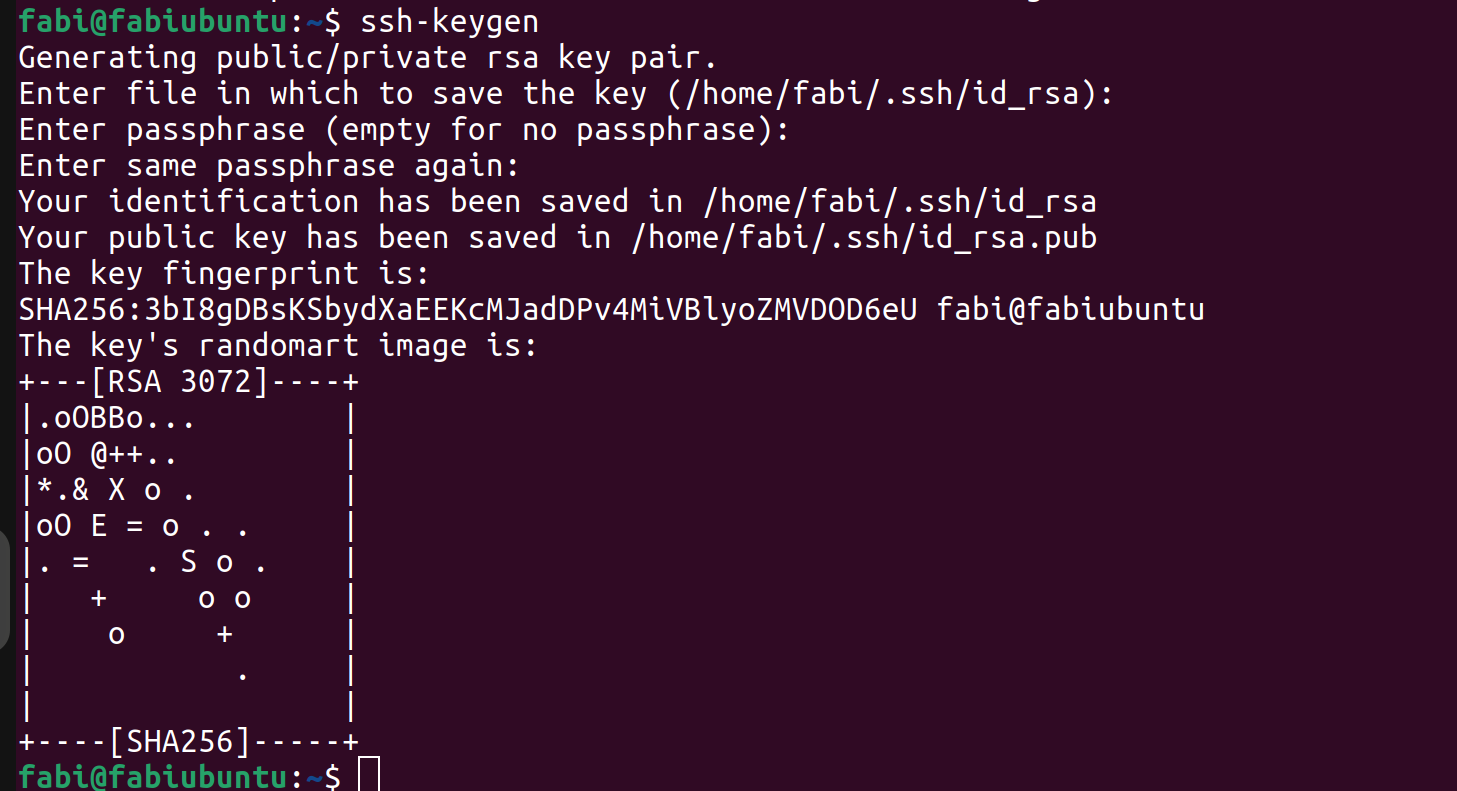 fabi@fabiubuntu:~$ ssh-keygen
Generating public/private rsa key pair.
Enter file in which to save the key (/home/fabi/.ssh/id_rsa):
Enter passphrase (empty for no passphrase):
Enter same passphrase again:
Your identification has been saved in /home/fabi/.ssh/id_rsa
Your public key has been saved in /home/fabi/.ssh/id_rsa.pub
The key fingerprint is:
SHA256:3bI8gDBsKSbydXaEEKcMJadDPv4MiVBlyoZMVDOD6eU fabi@fabiubuntu
The key's randomart image is:
+---[RSA 3072]----+
|.oOBBo...        |
|oO @++..         |
|*.& X o .        |
|oO E = o . .     |
|. =   . S o .    |
|   +     o o     |
|    o     +      |
|           .     |
|                 |
+----[SHA256]-----+
fabi@fabiubuntu:~$